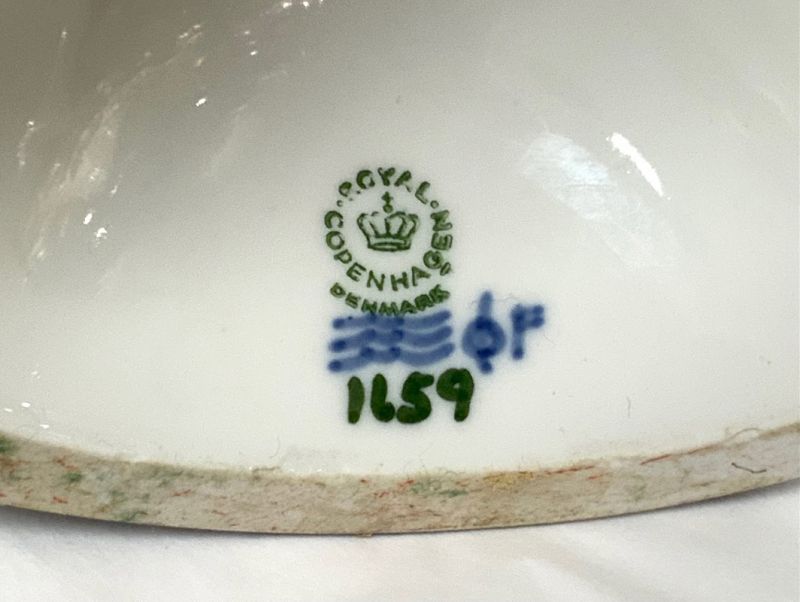 ROYAL
COPENHAGEN
DENMARK
1659